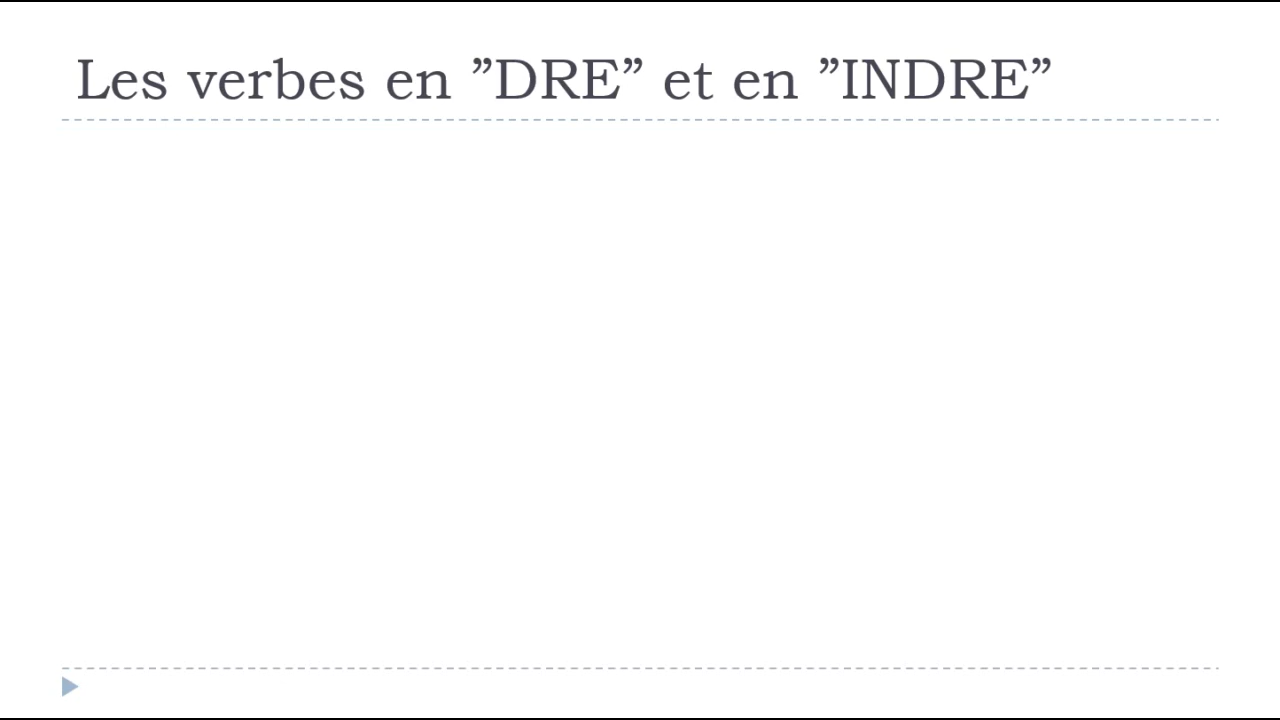 Les verbes en ”DRE” et en ”INDRE”